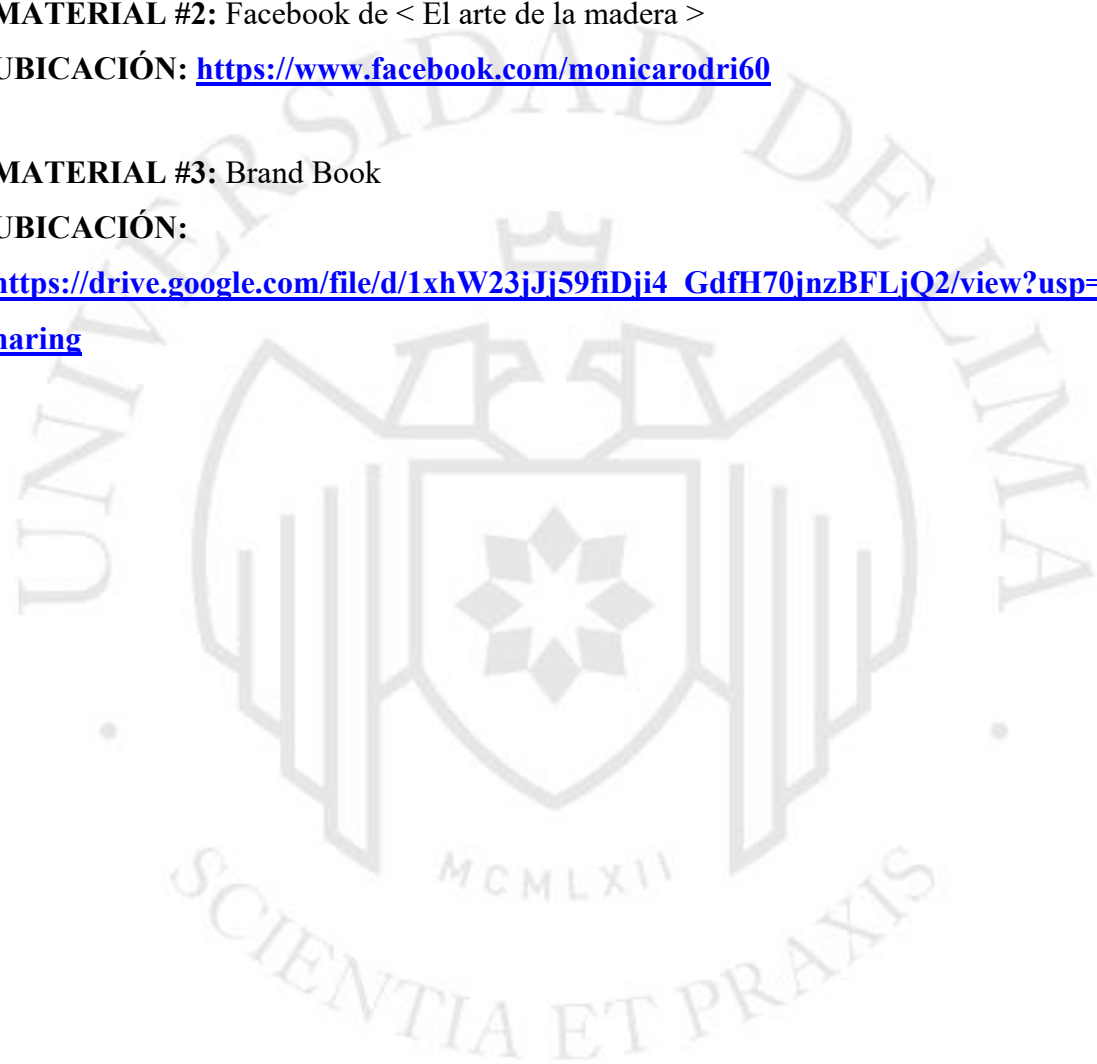 MATERIAL #2: Facebook de < El arte de la madera >
UBICACIÓN: https://www.facebook.com/monicarodri60
MATERIAL #3: Brand Book
UBICACIÓN:
https://drive.google.com/file/d/1xhW23jJj59fiDji4_GdfH70jnzBFLjQ2/view?usp=
haring
UNIVERSIDAD DE LIMA
MCMLXII
SCIENTIA ET PRAXIS